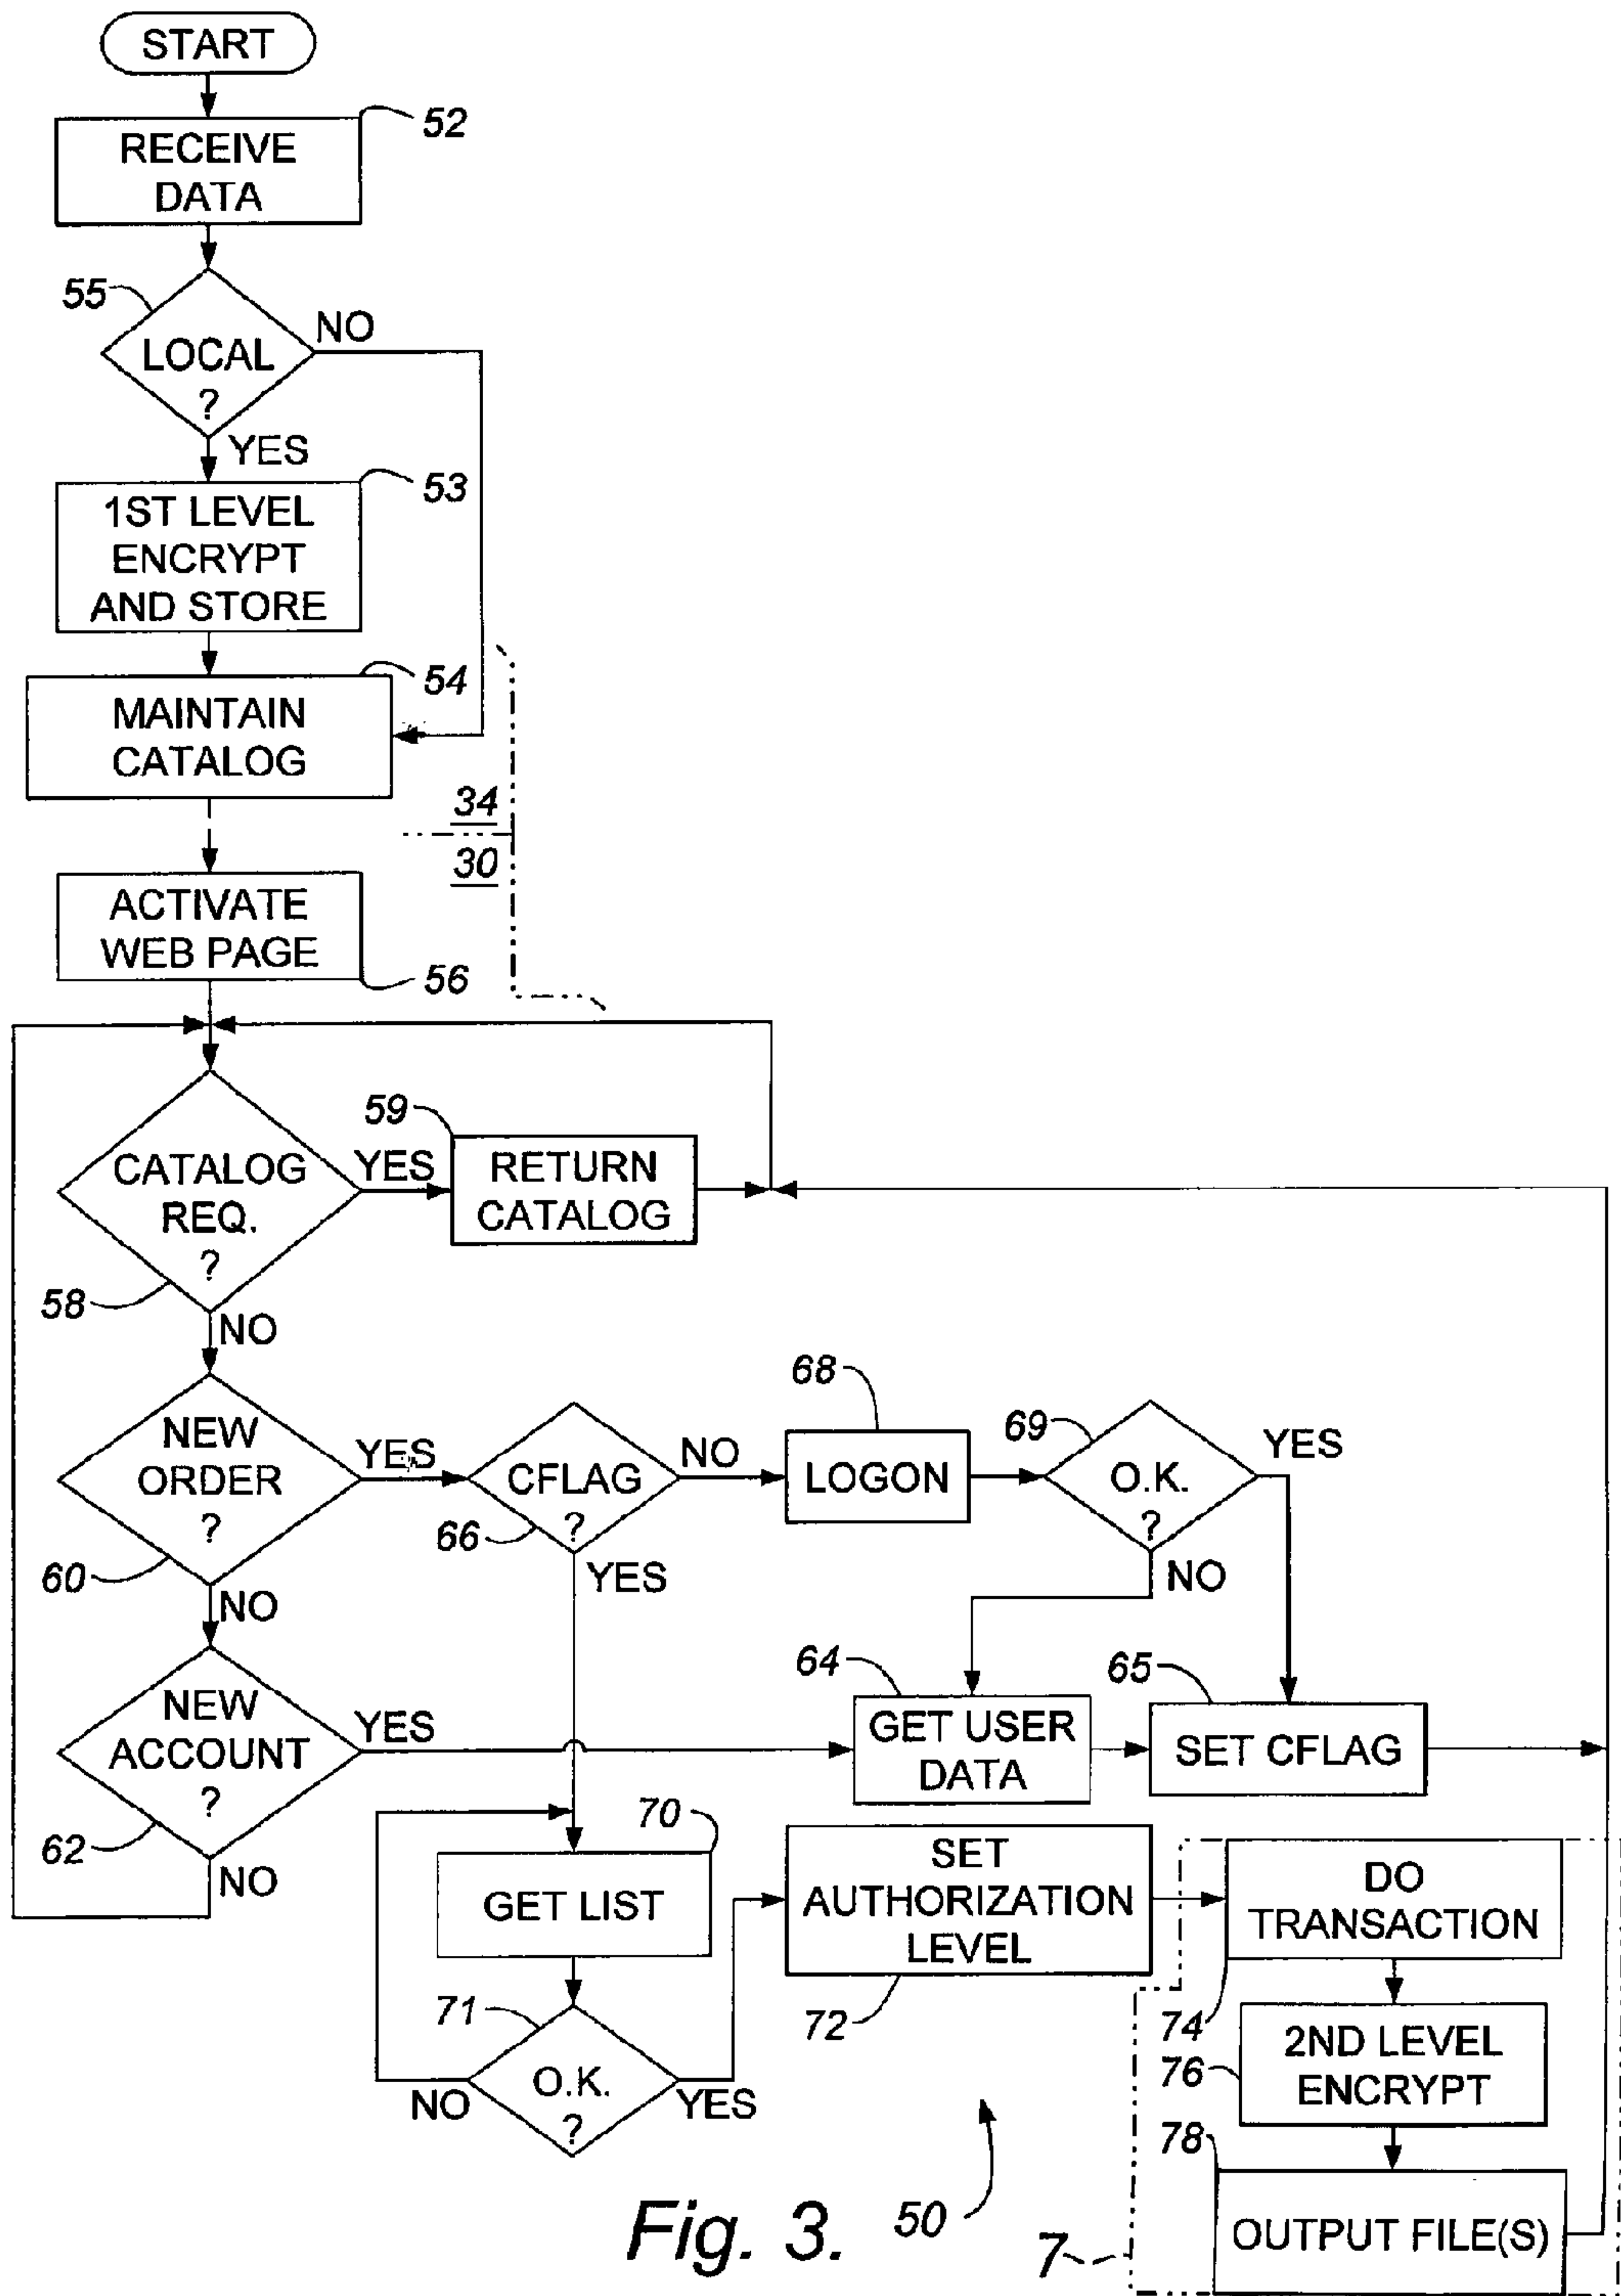 START
52
RECEIVE
DATA
55
LOCAL
?
NO
YES
53
1ST LEVEL
ENCRYPT
AND STORE
54
MAINTAIN
CATALOG
34
30
ACTIVATE
WEB PAGE
56
CATALOG
REQ.
?
58
YES
59
RETURN
CATALOG
NO
NEW
ORDER
?
60
YES
CFLAG
?
66
NO
68
LOGON
69
O.K.
?
YES
NO
YES
NO
NEW
ACCOUNT
?
62
YES
64
GET USER
DATA
65
SET CFLAG
NO
70
GET LIST
71
O.K.
?
NO
YES
SET
AUTHORIZATION
LEVEL
72
DO
TRANSACTION
74
2ND LEVEL
ENCRYPT
76
78
OUTPUT FILE(S)
7
50
Fig. 3.